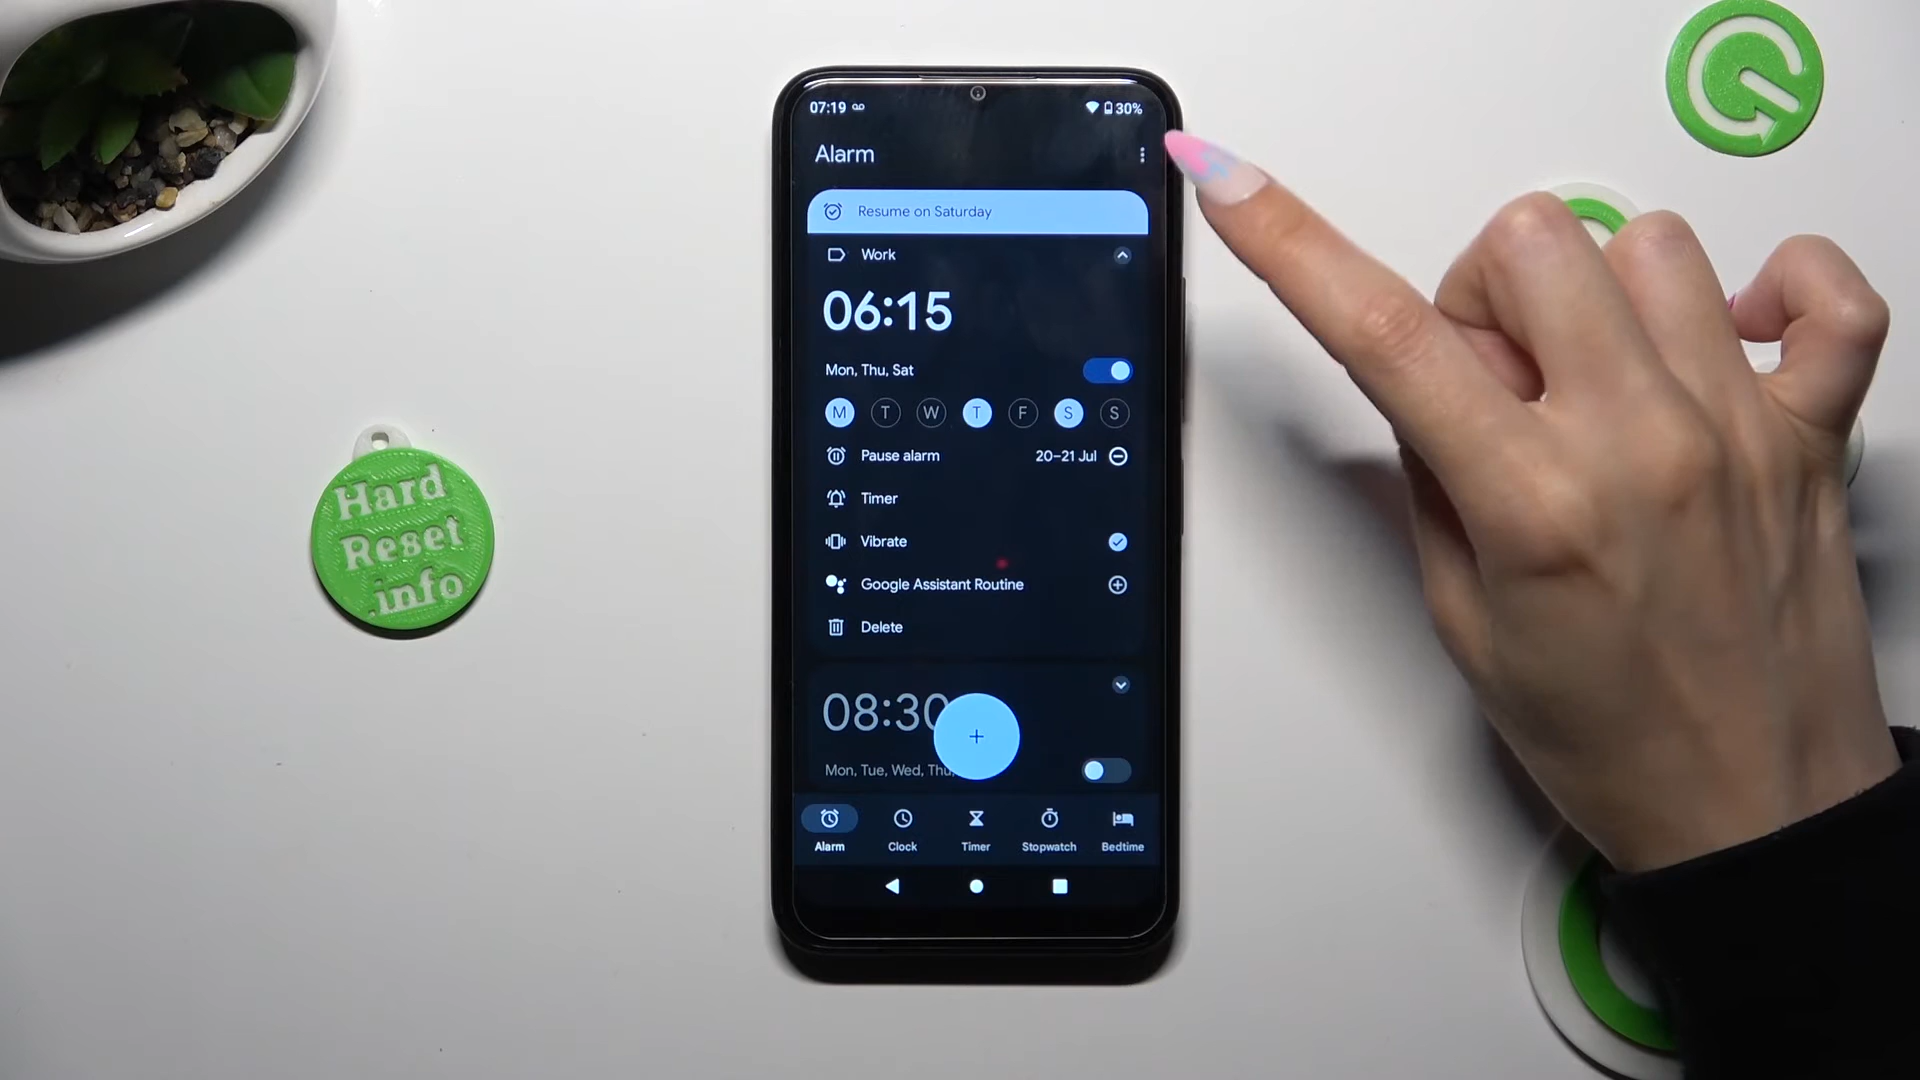 07:19
30%
Alarm
Resume on Saturday
Work
06:15
Mon, Thu, Sat
M T W T F S S
Pause alarm 20–21 Jul
Timer
Vibrate
Google Assistant Routine
Delete
08:30
Mon, Tue, Wed, Thu,
Alarm Clock Timer Stopwatch Bedtime
Hard
Reset
.info